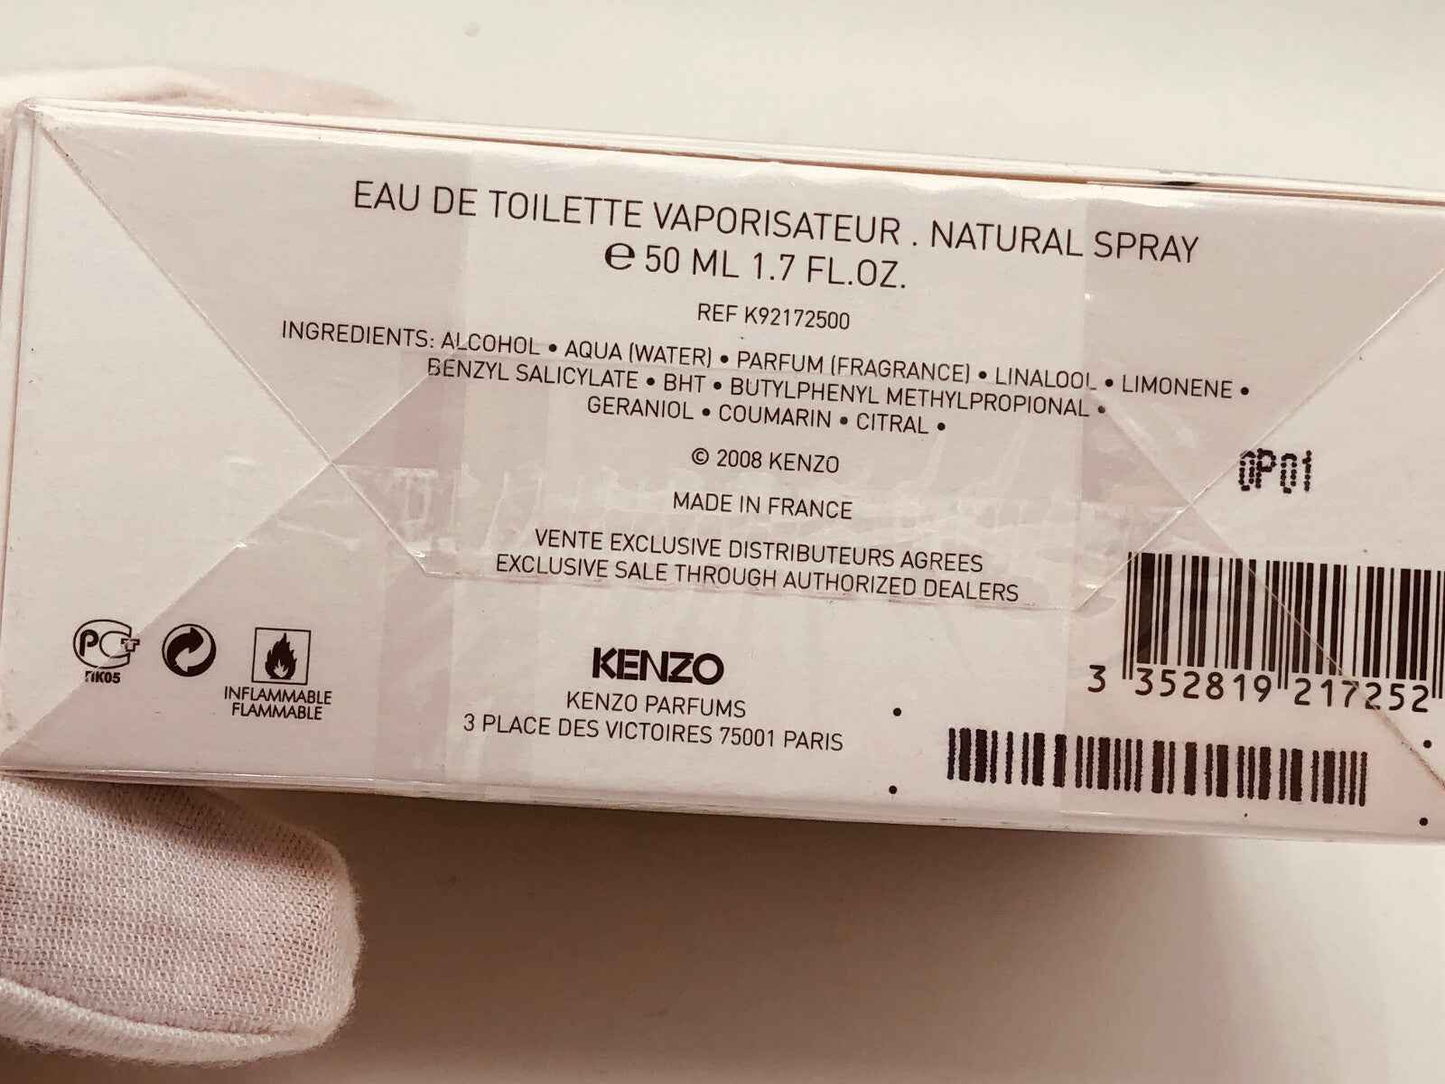 EAU DE TOILETTE VAPORISATEUR . NATURAL SPRAY
℮ 50 ML 1.7 FL.OZ.
REF K92172500
INGREDIENTS: ALCOHOL • AQUA (WATER) • PARFUM (FRAGRANCE) • LINALOOL • LIMONENE •
BENZYL SALICYLATE • BHT • BUTYLPHENYL METHYLPROPIONAL •
GERANIOL • COUMARIN • CITRAL •
© 2008 KENZO
0P01
MADE IN FRANCE
VENTE EXCLUSIVE DISTRIBUTEURS AGREES
EXCLUSIVE SALE THROUGH AUTHORIZED DEALERS
3 352819 217252
PCT
ПК05
INFLAMMABLE
FLAMMABLE
KENZO
KENZO PARFUMS
3 PLACE DES VICTOIRES 75001 PARIS